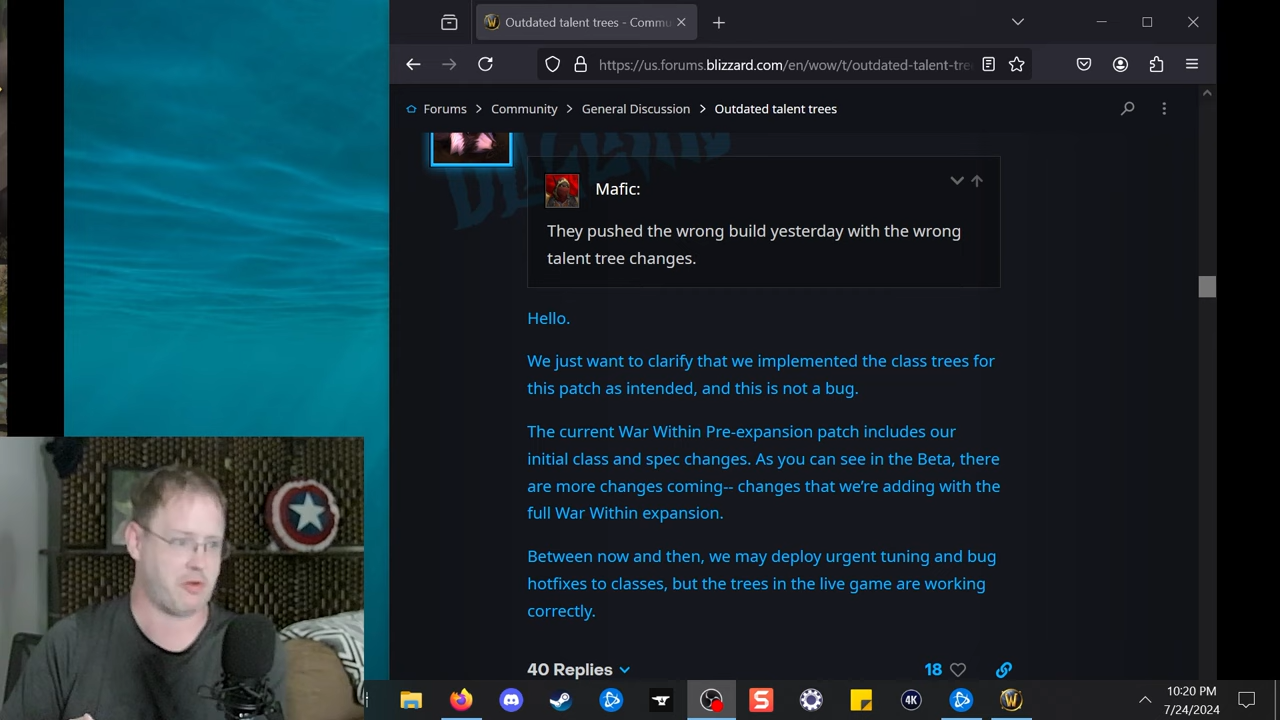 Outdated talent trees - Commu
https://us.forums.blizzard.com/en/wow/t/outdated-talent-tre
Forums > Community > General Discussion > Outdated talent trees
Mafic:
They pushed the wrong build yesterday with the wrong
talent tree changes.
Hello.
We just want to clarify that we implemented the class trees for
this patch as intended, and this is not a bug.
The current War Within Pre-expansion patch includes our
initial class and spec changes. As you can see in the Beta, there
are more changes coming-- changes that we’re adding with the
full War Within expansion.
Between now and then, we may deploy urgent tuning and bug
hotfixes to classes, but the trees in the live game are working
correctly.
40 Replies
18
4K
10:20 PM
7/24/2024